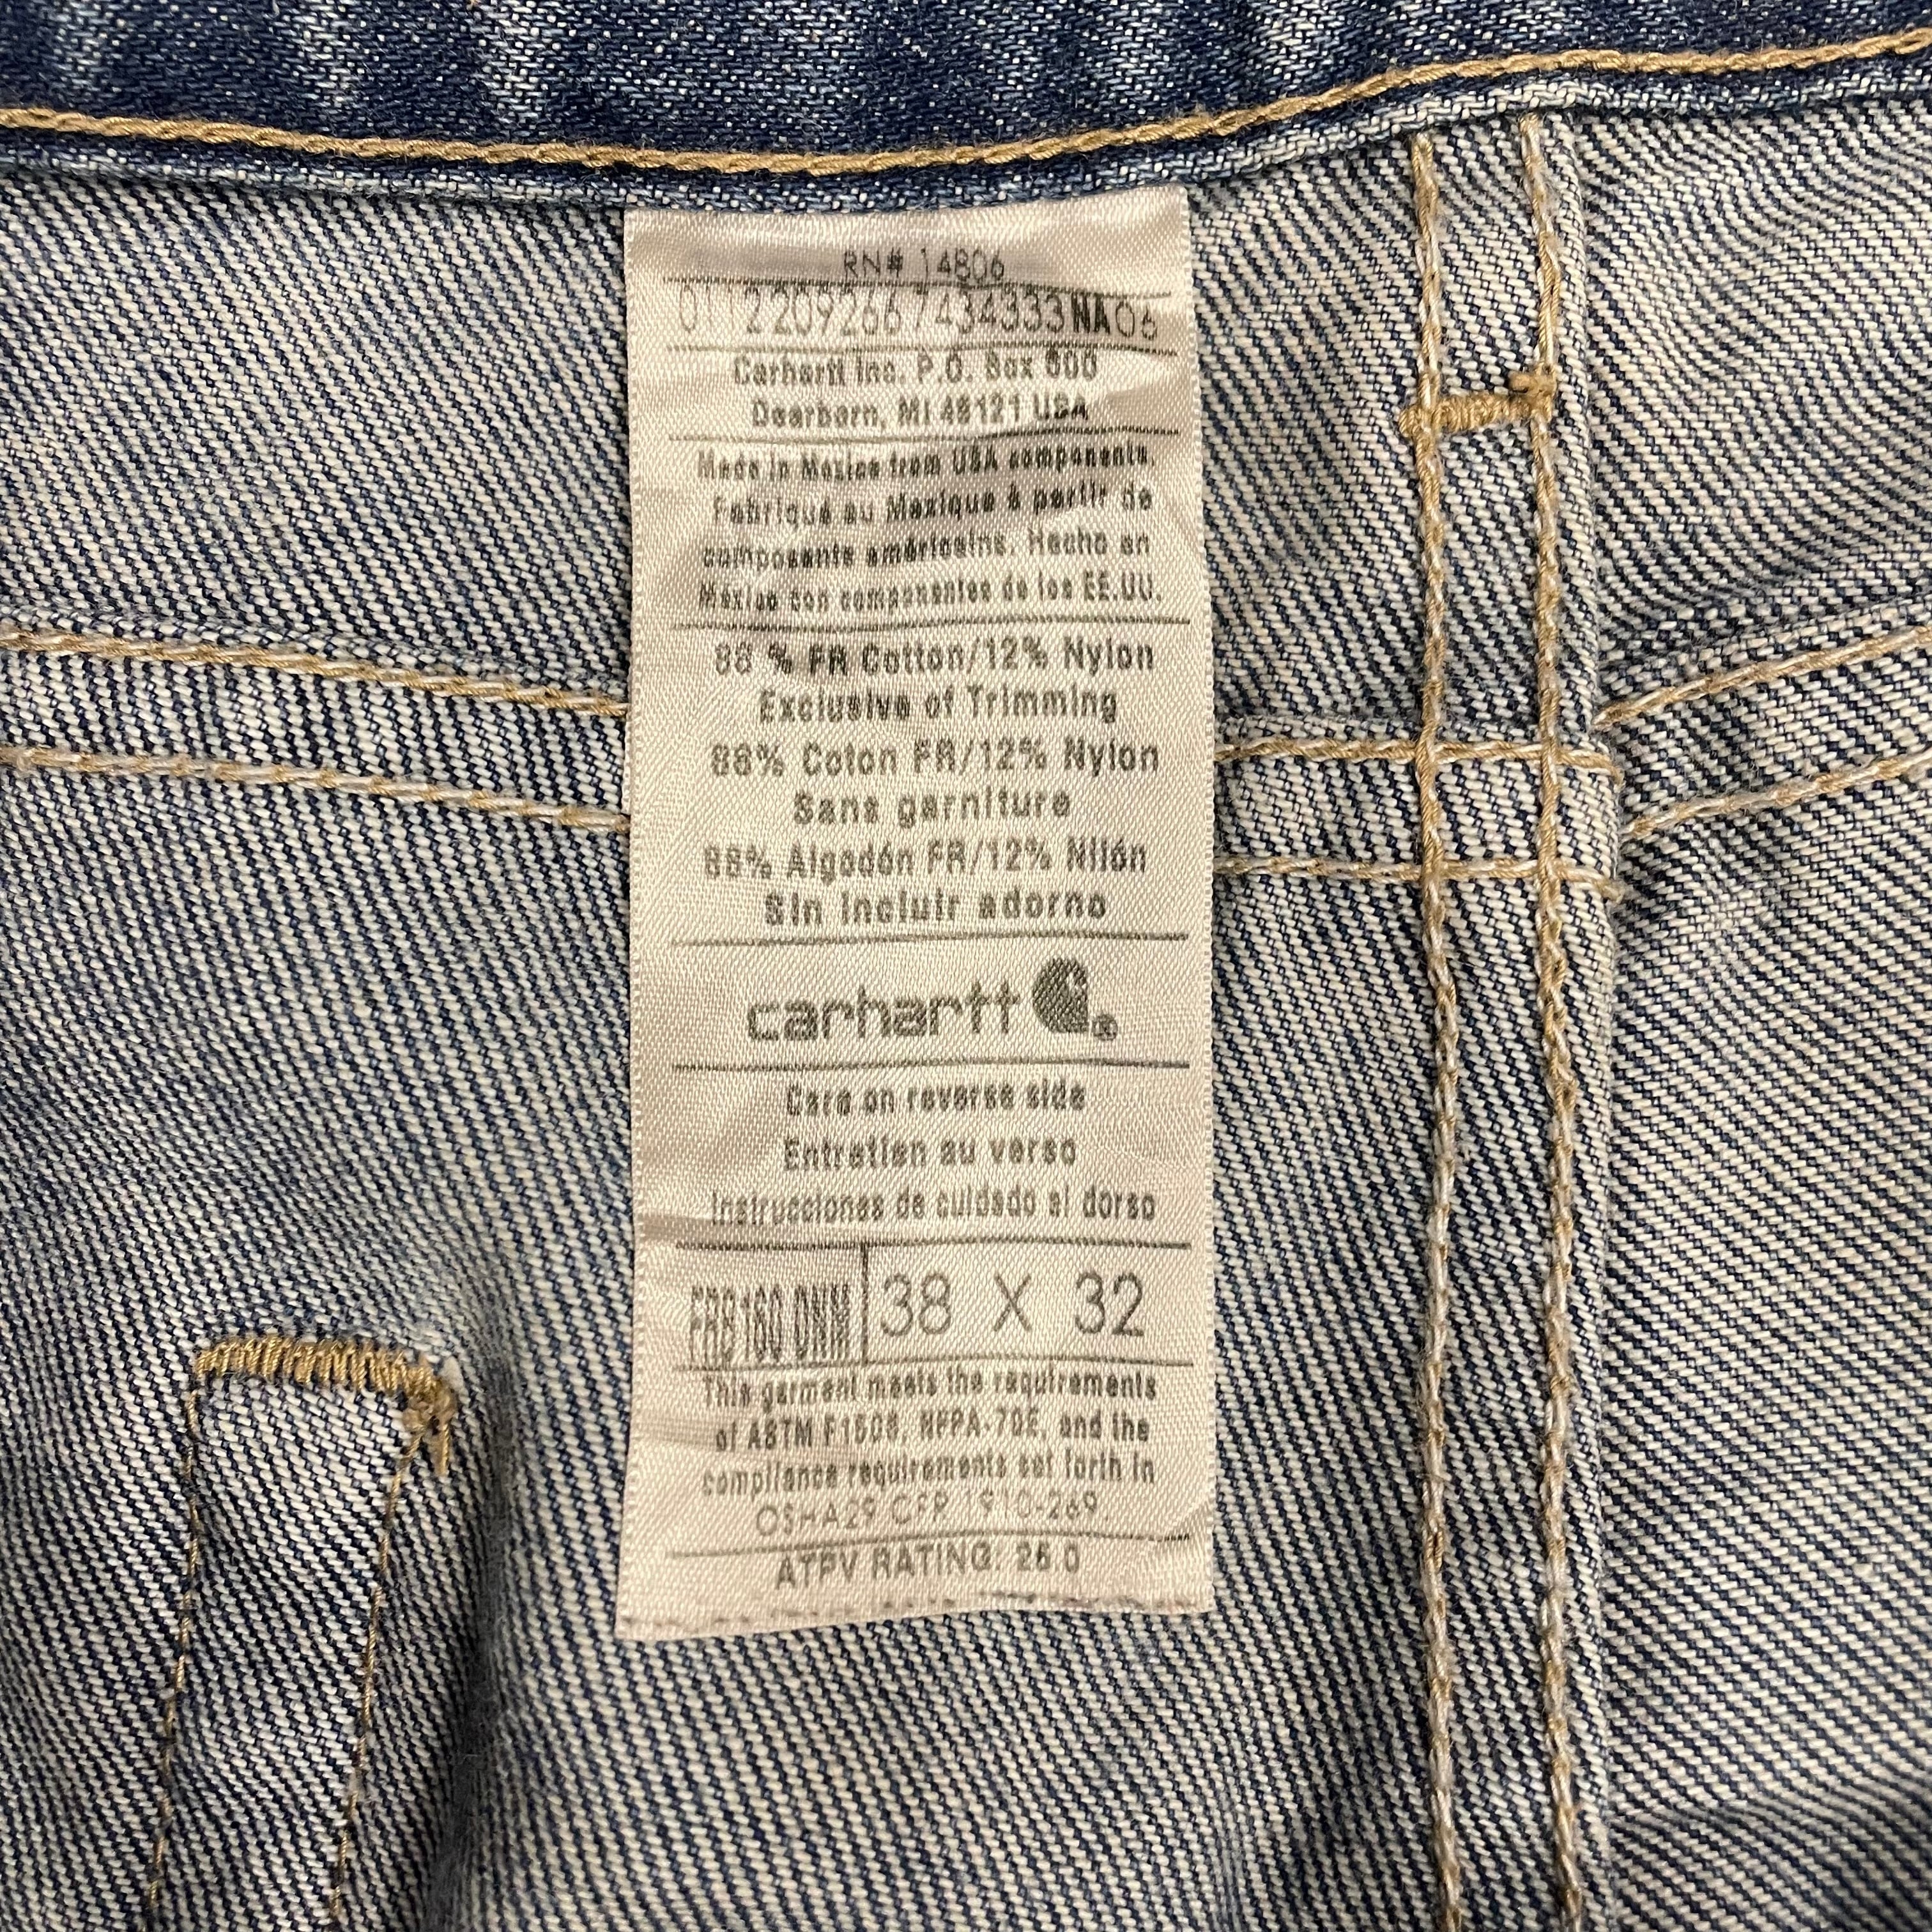 RN# 14806
01122092667434333NA06
Carhartt Inc. P.O. Box 600
Dearborn, MI 48121 USA
Made in Mexico from USA components.
Fabriqué au Mexique à partir de
composants américains. Hecho en
México con componentes de los EE.UU.
88 % FR Cotton/12% Nylon
Exclusive of Trimming
88% Coton FR/12% Nylon
Sans garniture
88% Algodón FR/12% Nilón
Sin incluir adorno
carhartt ®
Care on reverse side
Entretien au verso
Instrucciones de cuidado al dorso
FRB160 DNM 38 X 32
This garment meets the requirements
of ASTM F1506, NFPA-70E, and the
compliance requirements set forth in
OSHA29 CFR 1910-269.
ATPV RATING: 26.0